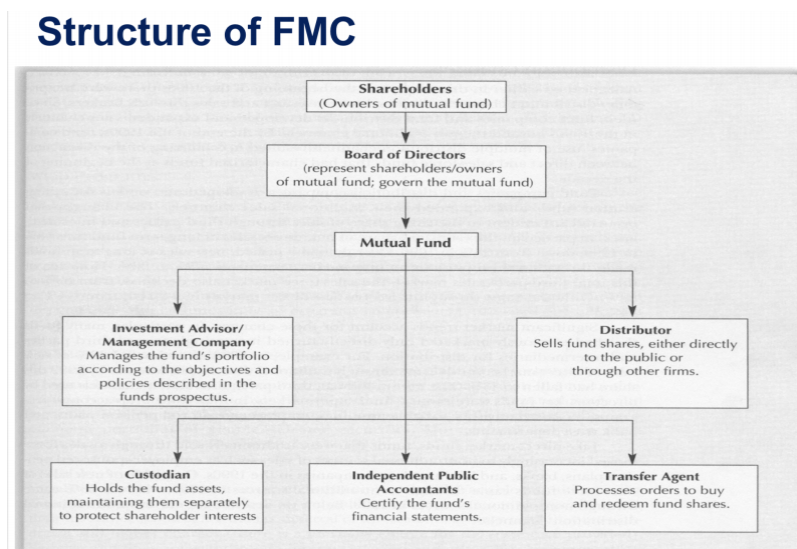 Structure of FMC
Shareholders
(Owners of mutual fund)
Board of Directors
(represent shareholders/owners
of mutual fund; govern the mutual fund)
Mutual Fund
Investment Advisor/
Management Company
Manages the fund's portfolio
according to the objectives and
policies described in the
funds prospectus.
Distributor
Sells fund shares, either directly
to the public or
through other firms.
Custodian
Holds the fund assets,
maintaining them separately
to protect shareholder interests
Independent Public
Accountants
Certify the fund's
financial statements.
Transfer Agent
Processes orders to buy
and redeem fund shares.